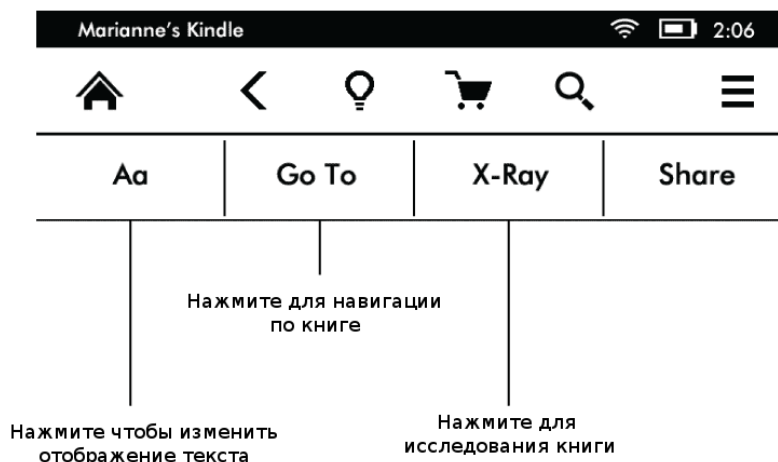 Marianne's Kindle 2:06
Aa Go To X-Ray Share
Нажмите для навигации
по книге
Нажмите чтобы изменить
отображение текста
Нажмите для
исследования книги